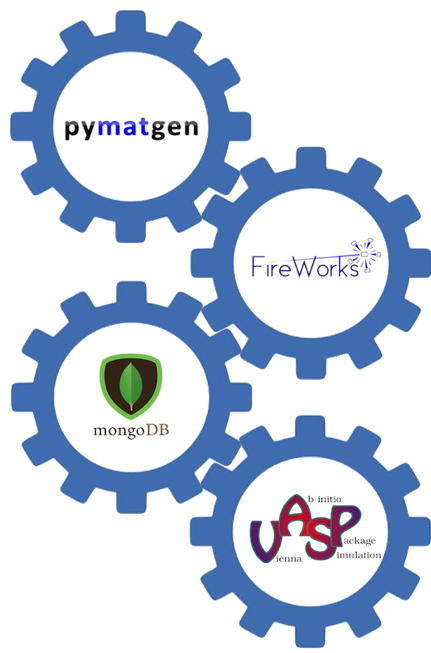 pymatgen
FireWorks
mongoDB
VASP
b-initio
ackage
ienna
imulation